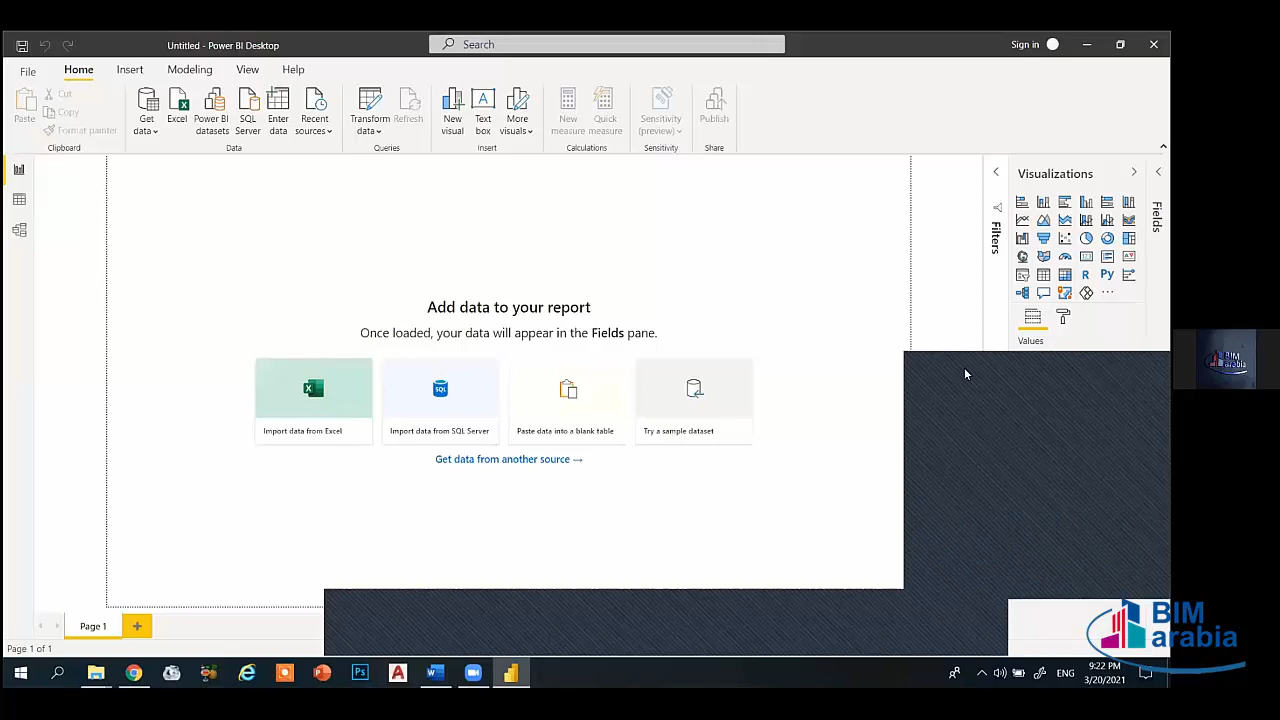 Untitled - Power BI Desktop
Search
Sign in
File
Home
Insert
Modeling
View
Help
Paste
Cut
Copy
Format painter
Clipboard
Get data
Excel
Power BI datasets
SQL Server
Enter data
Recent sources
Data
Transform data
Refresh
Queries
New visual
Text box
More visuals
Insert
New measure
Quick measure
Calculations
Sensitivity (preview)
Sensitivity
Publish
Share
Filters
Visualizations
Fields
R
Py
Values
Add data to your report
Once loaded, your data will appear in the Fields pane.
X
SQL
Import data from Excel
Import data from SQL Server
Paste data into a blank table
Try a sample dataset
Get data from another source →
Page 1
Page 1 of 1
BIM
arabia
BIM
arabia
ENG
9:22 PM
3/20/2021